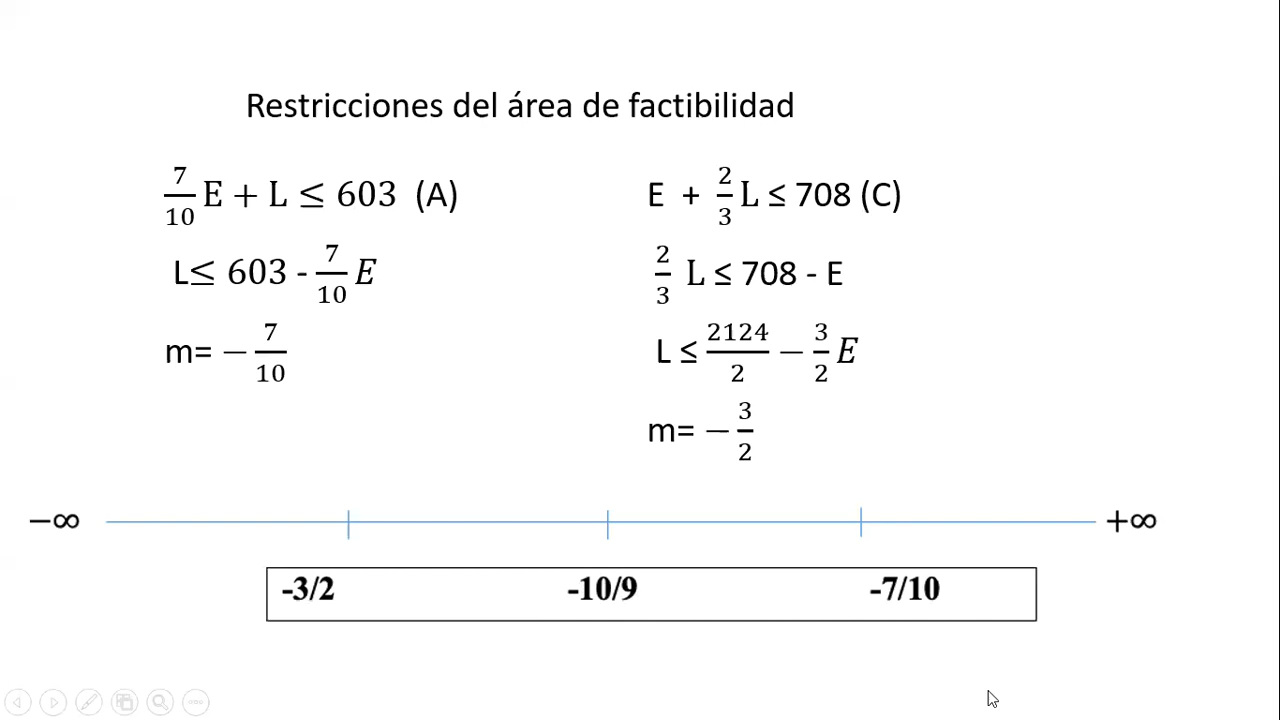 Restricciones del área de factibilidad
7/10 E + L ≤ 603 (A)
L≤ 603 - 7/10 E
m= − 7/10
E + 2/3 L ≤ 708 (C)
2/3 L ≤ 708 - E
L ≤ 2124/2 − 3/2 E
m= − 3/2
−∞ +∞
-3/2 -10/9 -7/10